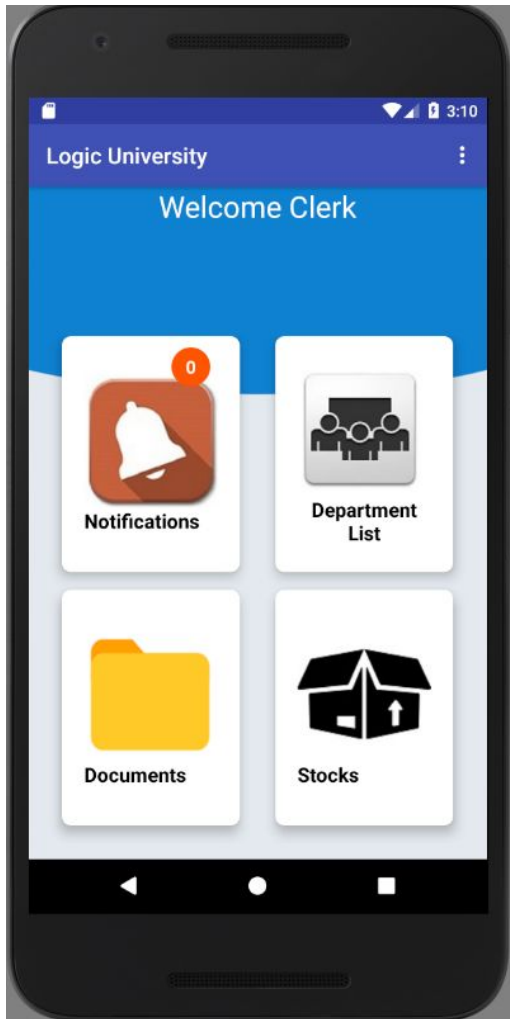 3:10
Logic University
Welcome Clerk
0
Notifications
Department
List
Documents
Stocks